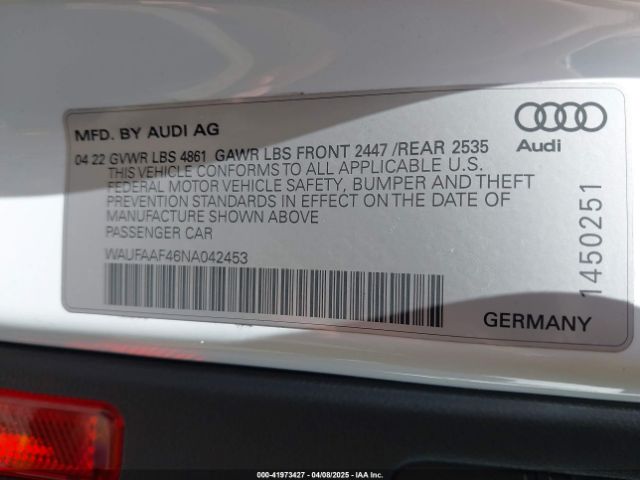 MFD. BY AUDI AG
Audi
04 22 GVWR LBS 4861 GAWR LBS FRONT 2447 /REAR 2535
THIS VEHICLE CONFORMS TO ALL APPLICABLE U.S.
FEDERAL MOTOR VEHICLE SAFETY, BUMPER AND THEFT
PREVENTION STANDARDS IN EFFECT ON THE DATE OF
MANUFACTURE SHOWN ABOVE
PASSENGER CAR
WAUFAAF46NA042453
1450251
GERMANY
000-41973427 - 04/08/2025 - IAAI Inc.